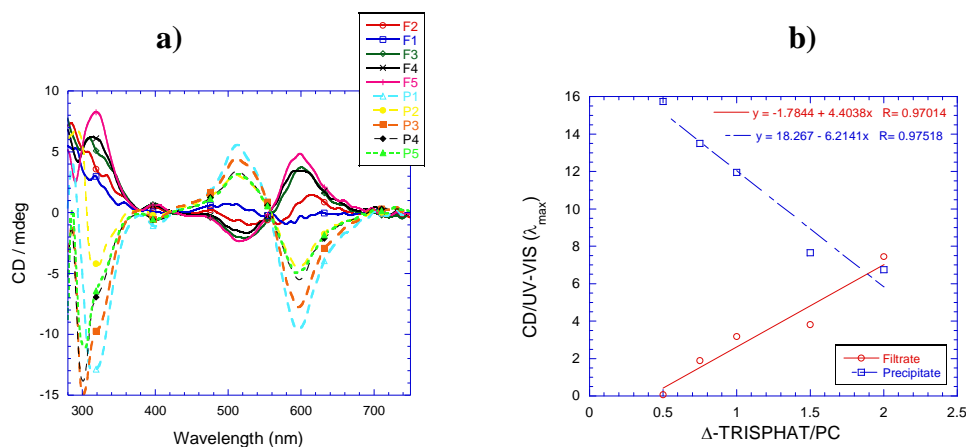 a)
F2
F1
F3
F4
F5
P1
P2
P3
P4
P5
10
5
0
-5
-10
-15
CD / mdeg
300 400 500 600 700
Wavelength (nm)
b)
y = -1.7844 + 4.4038x R= 0.97014
y = 18.267 - 6.2141x R= 0.97518
16
14
12
10
8
6
4
2
0
CD/UV-VIS (λmax)
Filtrate
Precipitate
0 0.5 1 1.5 2 2.5
Δ-TRISPHAT/PC